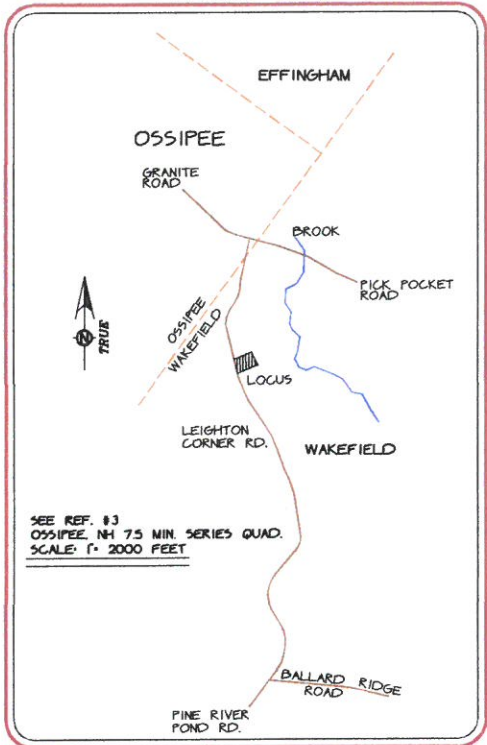 EFFINGHAM
OSSIPEE
GRANITE
ROAD
BROOK
PICK POCKET
ROAD
N
TRUE
OSSIPEE
WAKEFIELD
LOCUS
LEIGHTON
CORNER RD.
WAKEFIELD
SEE REF. #3
OSSIPEE, NH 7.5 MIN. SERIES QUAD.
SCALE: 1"= 2000 FEET
BALLARD RIDGE
ROAD
PINE RIVER
POND RD.